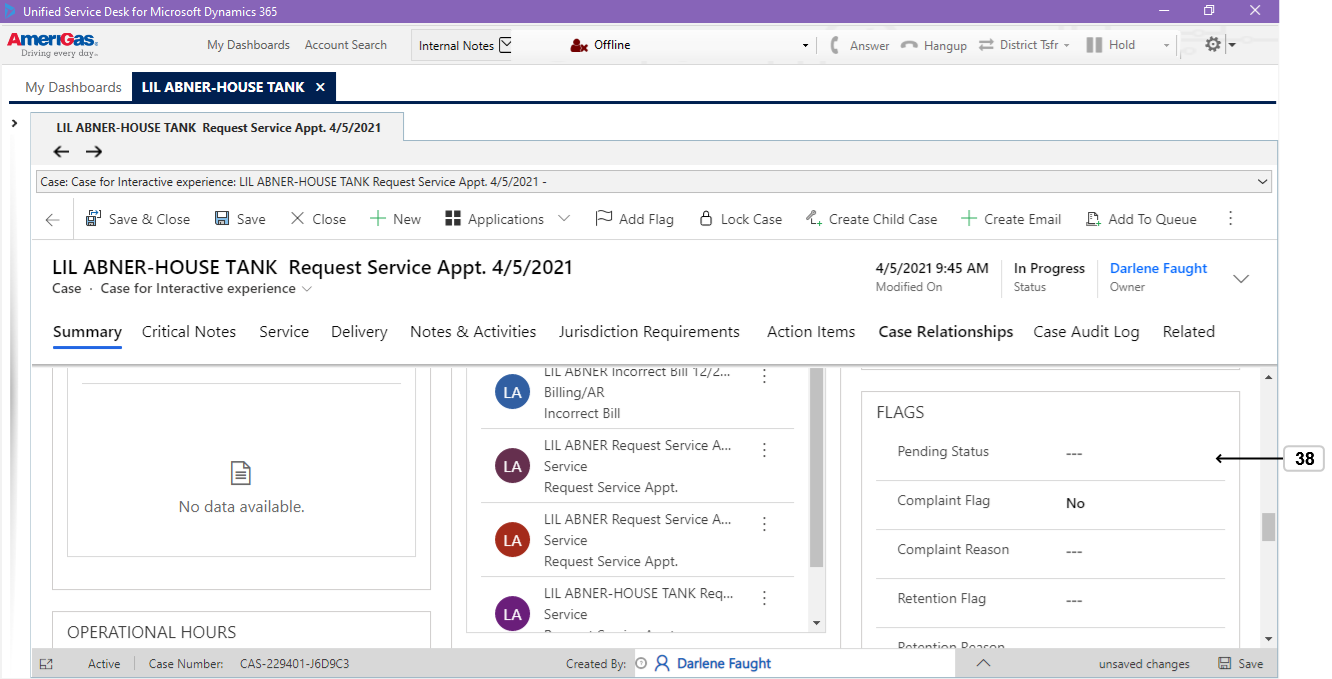 Unified Service Desk for Microsoft Dynamics 365
AmeriGas
Driving every day
My Dashboards Account Search Internal Notes Offline Answer Hangup District Tsfr Hold
My Dashboards LIL ABNER-HOUSE TANK
LIL ABNER-HOUSE TANK Request Service Appt. 4/5/2021
Case: Case for Interactive experience: LIL ABNER-HOUSE TANK Request Service Appt. 4/5/2021 -
Save & Close Save Close New Applications Add Flag Lock Case Create Child Case Create Email Add To Queue
LIL ABNER-HOUSE TANK Request Service Appt. 4/5/2021
Case · Case for Interactive experience
4/5/2021 9:45 AM In Progress Darlene Faught
Modified On Status Owner
Summary Critical Notes Service Delivery Notes & Activities Jurisdiction Requirements Action Items Case Relationships Case Audit Log Related
No data available.
OPERATIONAL HOURS
LIL ABNER Incorrect Bill 12/2...
LA Billing/AR
Incorrect Bill
LIL ABNER Request Service A...
LA Service
Request Service Appt.
LIL ABNER Request Service A...
LA Service
Request Service Appt.
LIL ABNER-HOUSE TANK Req...
LA Service
FLAGS
Pending Status ---
Complaint Flag No
Complaint Reason ---
Retention Flag ---
Retention Reason
38
Active Case Number: CAS-229401-J6D9C3 Created By: Darlene Faught unsaved changes Save